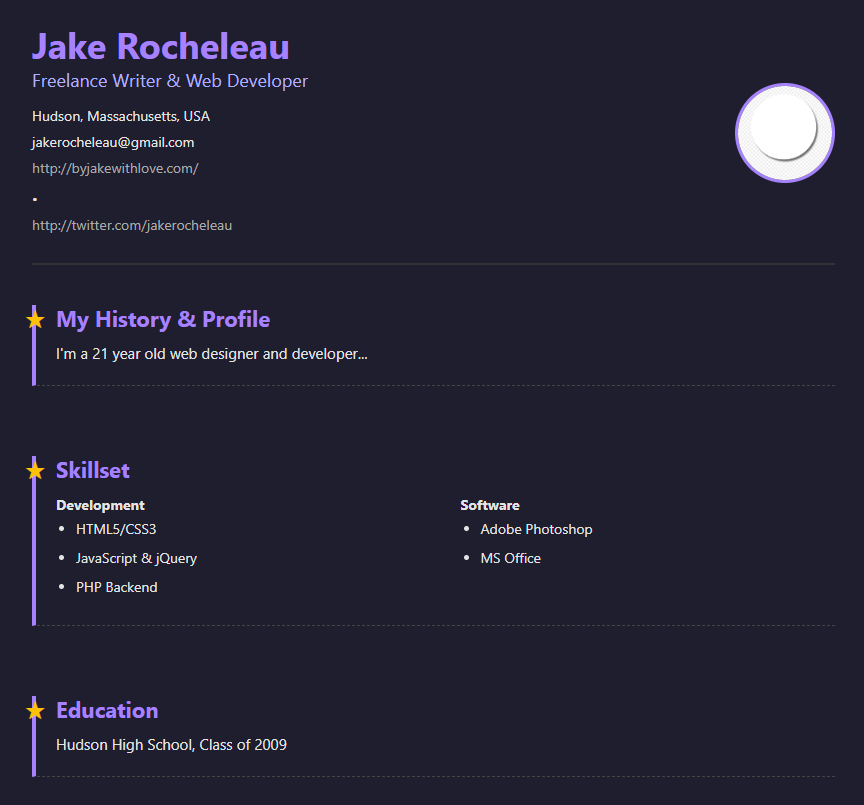 Jake Rocheleau
Freelance Writer & Web Developer
Hudson, Massachusetts, USA
jakerocheleau@gmail.com
http://byjakewithlove.com/
•
http://twitter.com/jakerocheleau
★ My History & Profile
I'm a 21 year old web designer and developer...
★ Skillset
Development
• HTML5/CSS3
• JavaScript & jQuery
• PHP Backend
Software
• Adobe Photoshop
• MS Office
★ Education
Hudson High School, Class of 2009